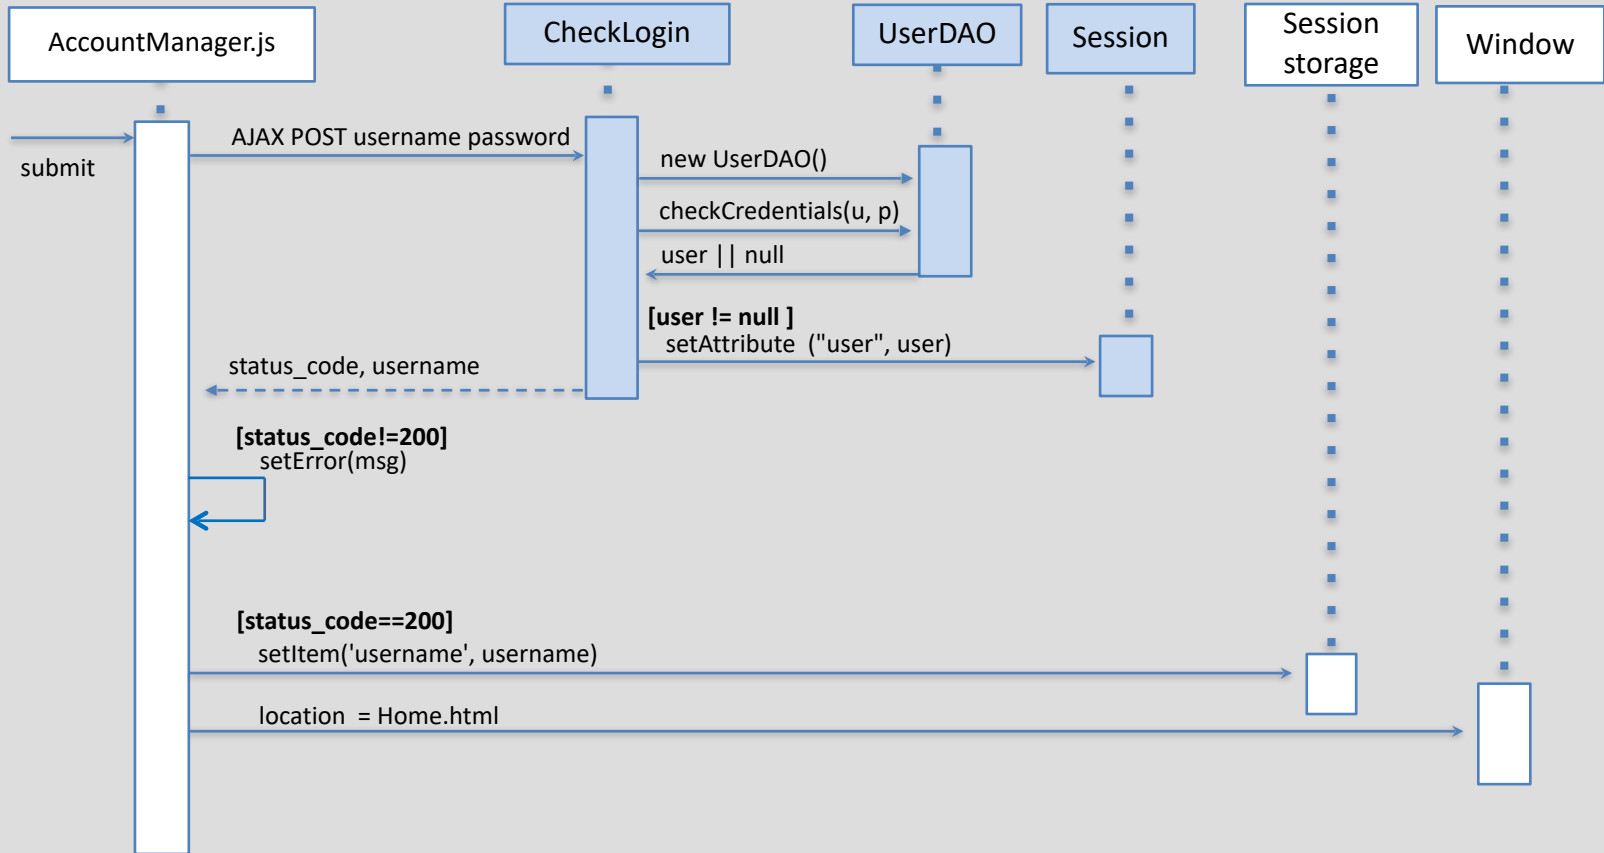 AccountManager.js
CheckLogin
UserDAO
Session
Session
storage
Window
submit
AJAX POST username password
new UserDAO()
checkCredentials(u, p)
user || null
[user != null ]
setAttribute ("user", user)
status_code, username
[status_code!=200]
setError(msg)
[status_code==200]
setItem('username', username)
location = Home.html